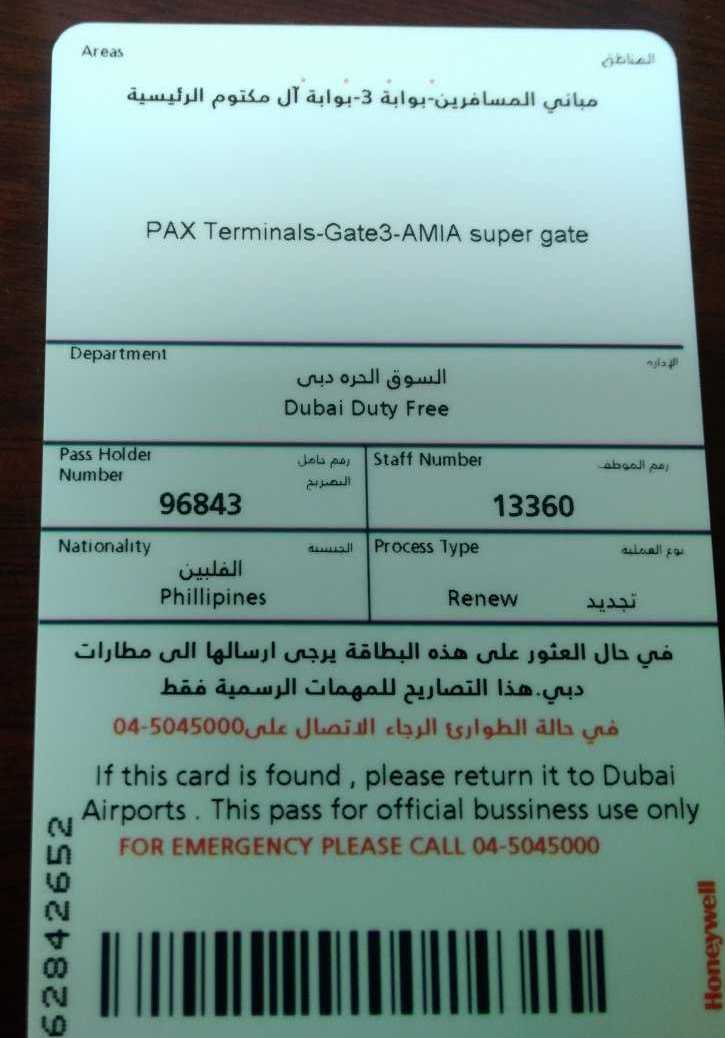 Areas
المناطق
مباني المسافرين-بوابة 3-بوابة آل مكتوم الرئيسية
PAX Terminals-Gate3-AMIA super gate
Department
الإدارة
السوق الحره دبى
Dubai Duty Free
Pass Holder Number
رقم حامل التصريح
96843
Staff Number
رقم الموظف
13360
Nationality
الجنسية
الفلبين
Phillipines
Process Type
نوع العملية
Renew
تجديد
في حال العثور على هذه البطاقة يرجى ارسالها الى مطارات
دبي.هذا التصاريح للمهمات الرسمية فقط
في حالة الطوارئ الرجاء الاتصال على04-5045000
If this card is found , please return it to Dubai
Airports . This pass for official bussiness use only
FOR EMERGENCY PLEASE CALL 04-5045000
62842652
Honeywell